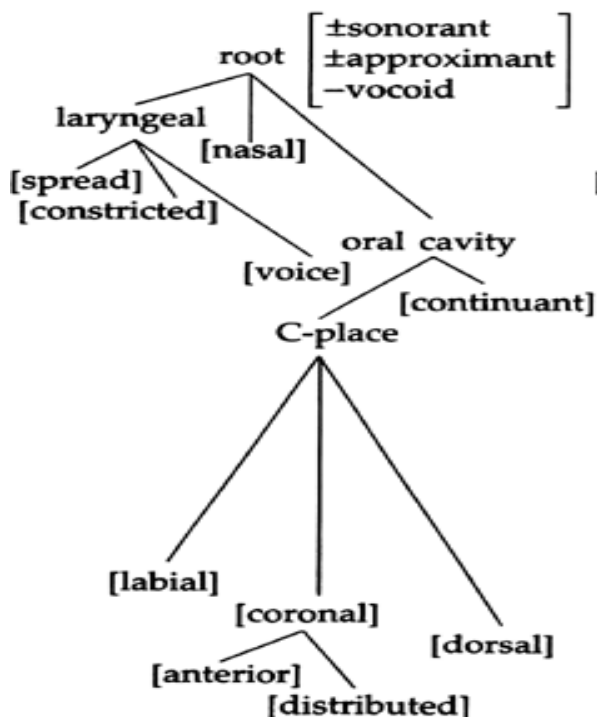 root
±sonorant
±approximant
−vocoid
laryngeal
[nasal]
[spread]
[constricted]
[voice]
oral cavity
[continuant]
C-place
[labial]
[coronal]
[dorsal]
[anterior]
[distributed]